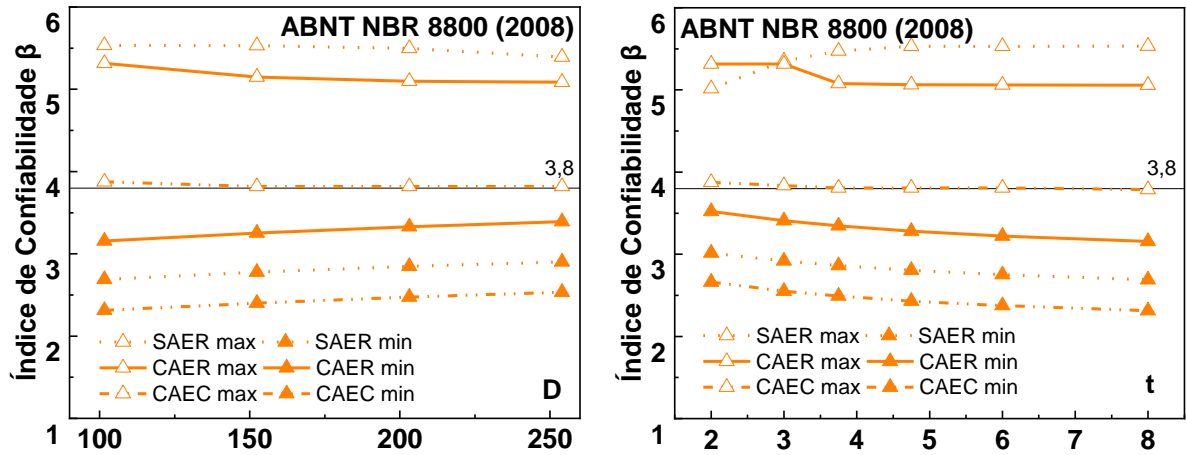 ABNT NBR 8800 (2008)
Índice de Confiabilidade β
6
5
4
3
2
1
3,8
SAER max
SAER min
CAER max
CAER min
CAEC max
CAEC min
D
100
150
200
250
ABNT NBR 8800 (2008)
Índice de Confiabilidade β
6
5
4
3
2
1
3,8
SAER max
SAER min
CAER max
CAER min
CAEC max
CAEC min
t
2
3
4
5
6
7
8